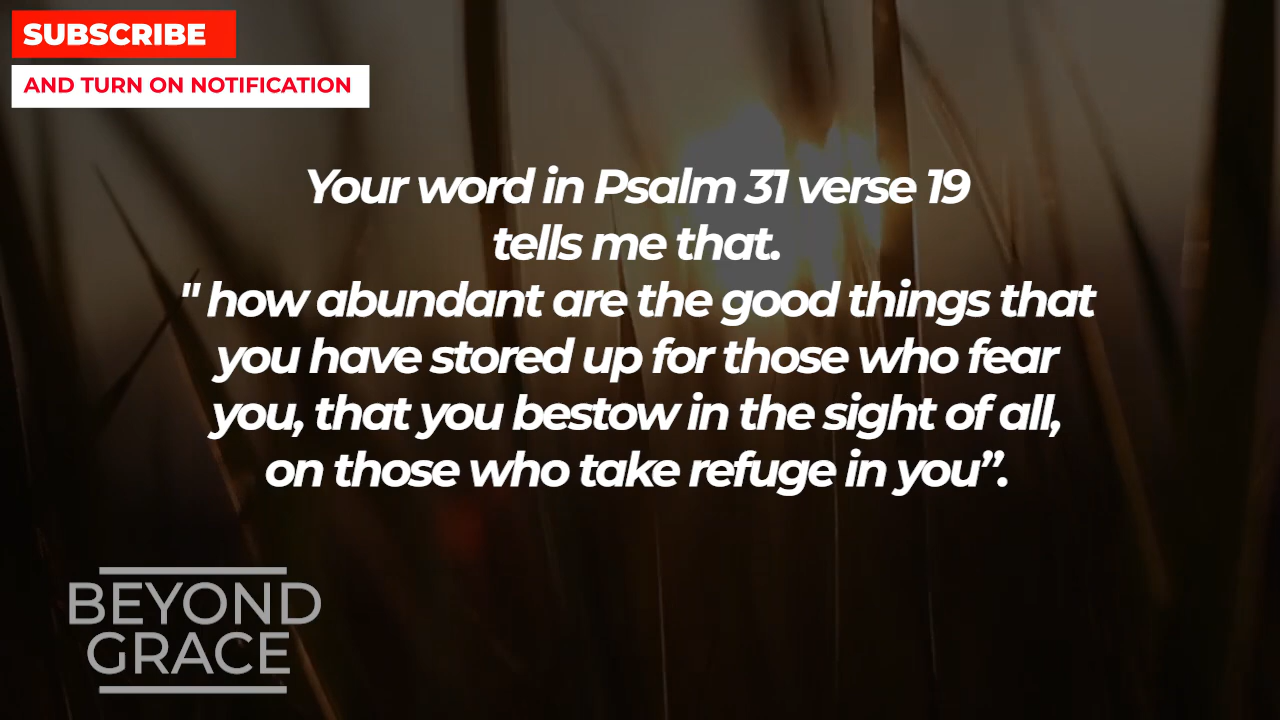 SUBSCRIBE
AND TURN ON NOTIFICATION
Your word in Psalm 31 verse 19
tells me that.
" how abundant are the good things that
you have stored up for those who fear
you, that you bestow in the sight of all,
on those who take refuge in you”.
BEYOND
GRACE